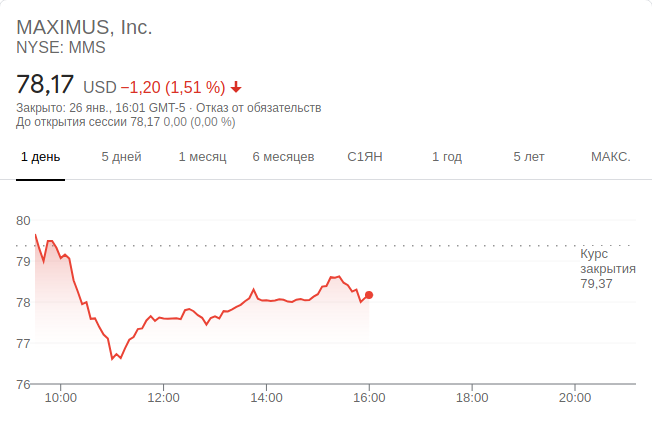 MAXIMUS, Inc.
NYSE: MMS
78,17 USD −1,20 (1,51 %)
Закрыто: 26 янв., 16:01 GMT-5 · Отказ от обязательств
До открытия сессии 78,17 0,00 (0,00 %)
1 день 5 дней 1 месяц 6 месяцев С1ЯН 1 год 5 лет МАКС.
80
79
78
77
76
Курс
закрытия
79,37
10:00 12:00 14:00 16:00 18:00 20:00